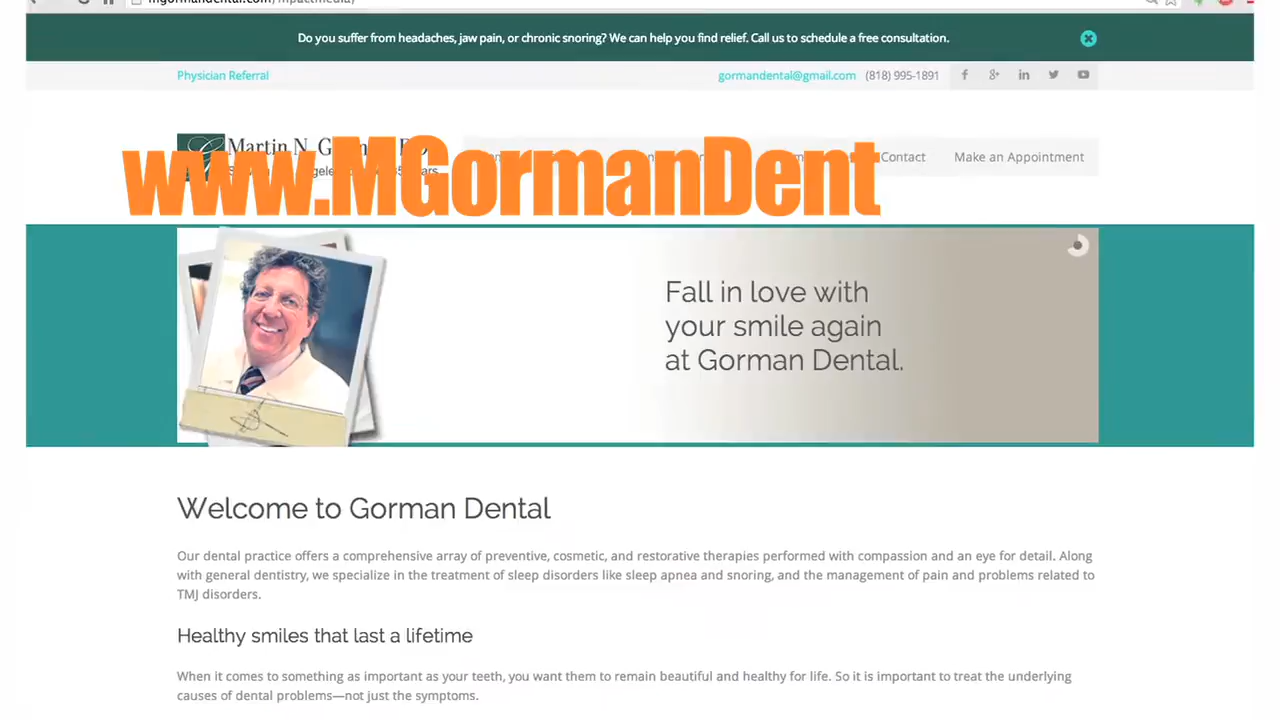 Do you suffer from headaches, jaw pain, or chronic snoring? We can help you find relief. Call us to schedule a free consultation.
Physician Referral
gormandental@gmail.com (818) 995-1891
Martin N.
www.MGormanDent
Contact Make an Appointment
Fall in love with
your smile again
at Gorman Dental.
Welcome to Gorman Dental
Our dental practice offers a comprehensive array of preventive, cosmetic, and restorative therapies performed with compassion and an eye for detail. Along
with general dentistry, we specialize in the treatment of sleep disorders like sleep apnea and snoring, and the management of pain and problems related to
TMJ disorders.
Healthy smiles that last a lifetime
When it comes to something as important as your teeth, you want them to remain beautiful and healthy for life. So it is important to treat the underlying
causes of dental problems—not just the symptoms.